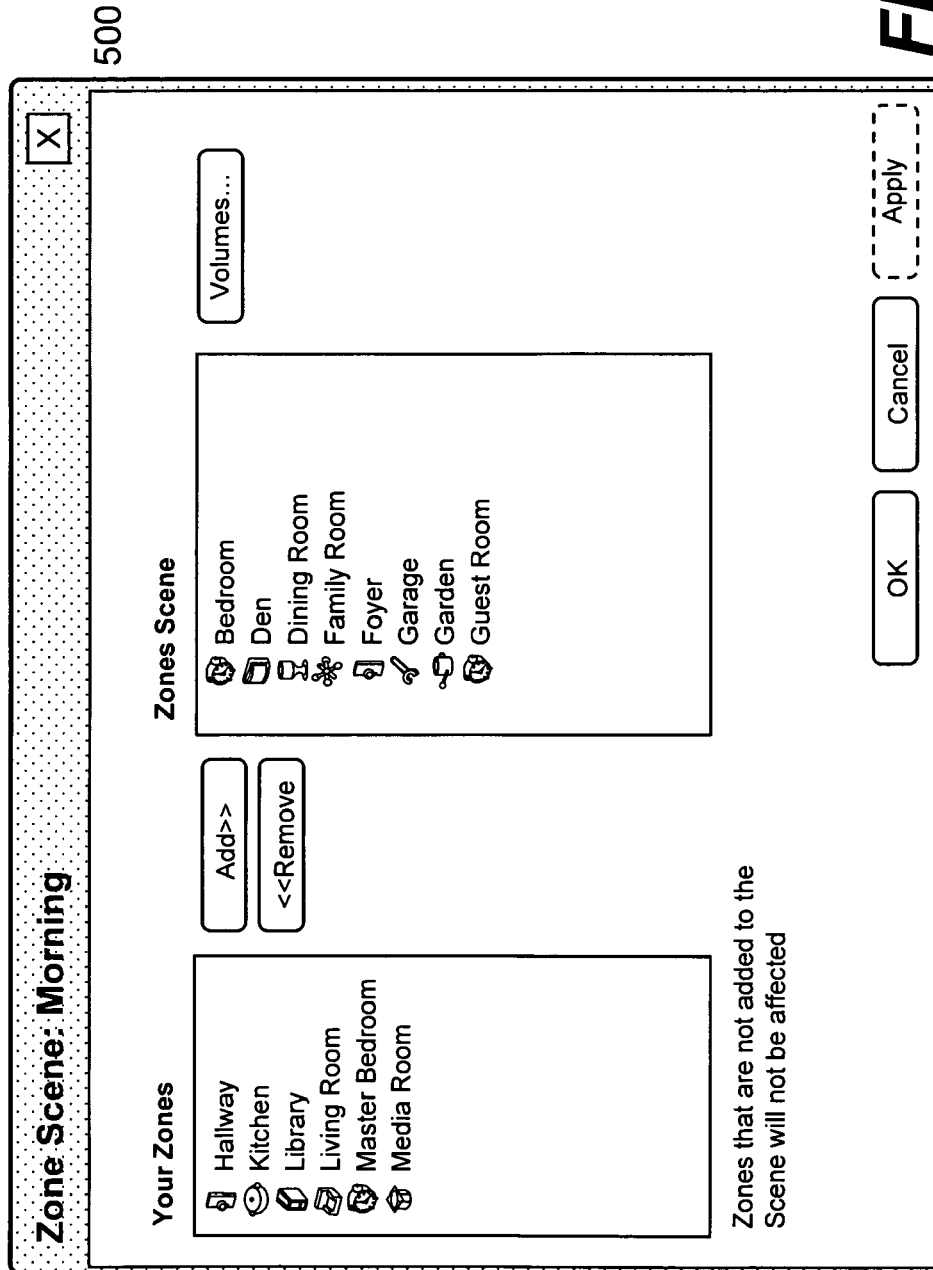 Zone Scene: Morning
X
500
Your Zones
Hallway
Kitchen
Library
Living Room
Master Bedroom
Media Room
Add>>
<<Remove
Zones Scene
Bedroom
Den
Dining Room
Family Room
Foyer
Garage
Garden
Guest Room
Volumes...
Zones that are not added to the
Scene will not be affected
OK
Cancel
Apply